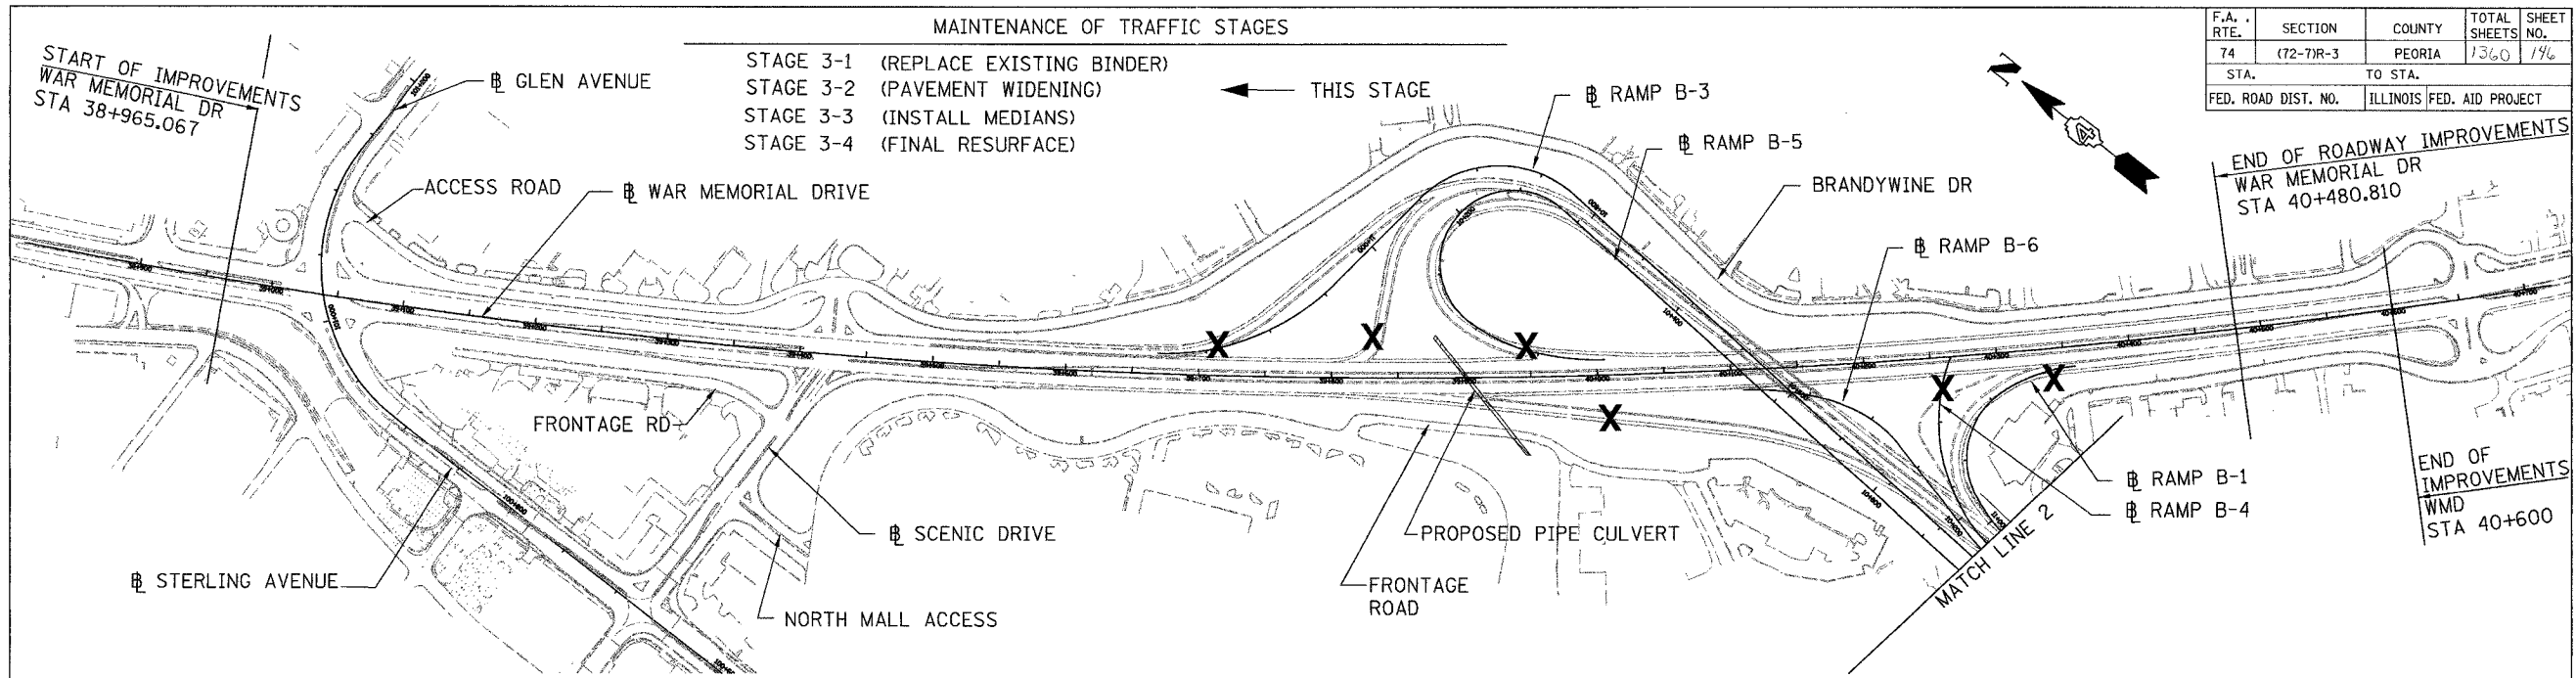 MAINTENANCE OF TRAFFIC STAGES
STAGE 3-1 (REPLACE EXISTING BINDER)
STAGE 3-2 (PAVEMENT WIDENING)
THIS STAGE
STAGE 3-3 (INSTALL MEDIANS)
STAGE 3-4 (FINAL RESURFACE)
F.A. . RTE. SECTION COUNTY TOTAL SHEETS SHEET NO.
74 (72-7)R-3 PEORIA 1360 146
STA. TO STA.
FED. ROAD DIST. NO. ILLINOIS FED. AID PROJECT
START OF IMPROVEMENTS
WAR MEMORIAL DR
STA 38+965.067
℄ GLEN AVENUE
ACCESS ROAD
℄ WAR MEMORIAL DRIVE
℄ RAMP B-3
℄ RAMP B-5
BRANDYWINE DR
℄ RAMP B-6
N
END OF ROADWAY IMPROVEMENTS
WAR MEMORIAL DR
STA 40+480.810
X
X
X
X
X
X
FRONTAGE RD
℄ STERLING AVENUE
℄ SCENIC DRIVE
NORTH MALL ACCESS
PROPOSED PIPE CULVERT
FRONTAGE
ROAD
MATCH LINE 2
℄ RAMP B-1
℄ RAMP B-4
END OF
IMPROVEMENTS
WMD
STA 40+600